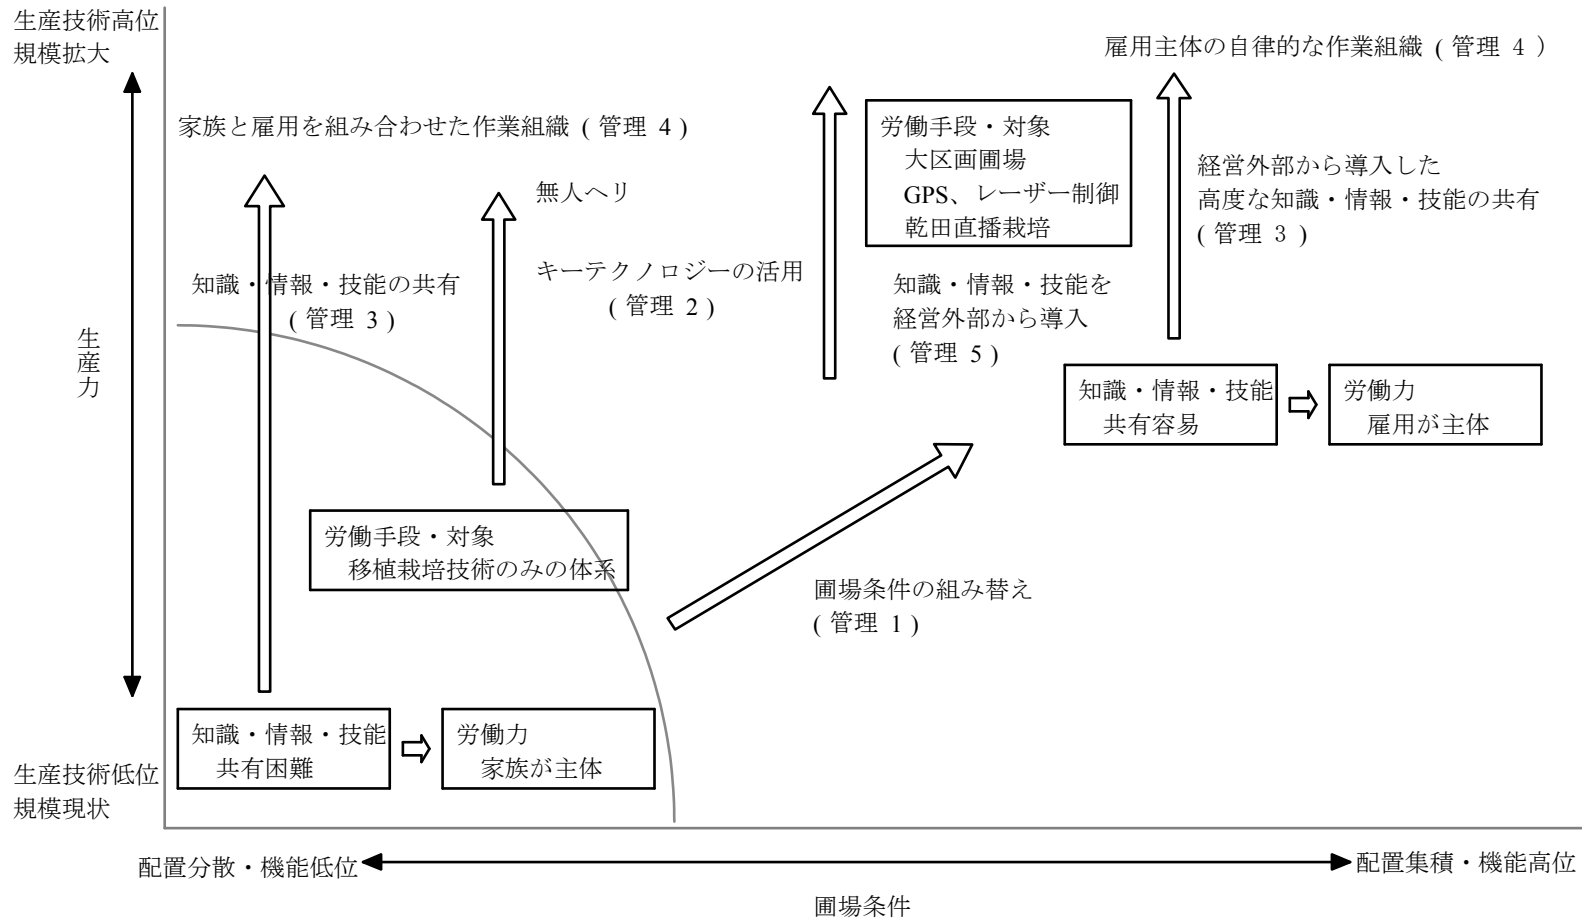 生産技術高位
規模拡大
雇用主体の自律的な作業組織 ( 管理 4 )
家族と雇用を組み合わせた作業組織 ( 管理 4 )
労働手段・対象
大区画圃場
GPS、レーザー制御
乾田直播栽培
経営外部から導入した
高度な知識・情報・技能の共有
( 管理 3 )
無人ヘリ
キーテクノロジーの活用
( 管理 2 )
知識・情報・技能の共有
( 管理 3 )
知識・情報・技能を
経営外部から導入
( 管理 5 )
生産力
知識・情報・技能
共有容易
労働力
雇用が主体
労働手段・対象
移植栽培技術のみの体系
圃場条件の組み替え
( 管理 1 )
知識・情報・技能
共有困難
労働力
家族が主体
生産技術低位
規模現状
配置分散・機能低位
配置集積・機能高位
圃場条件